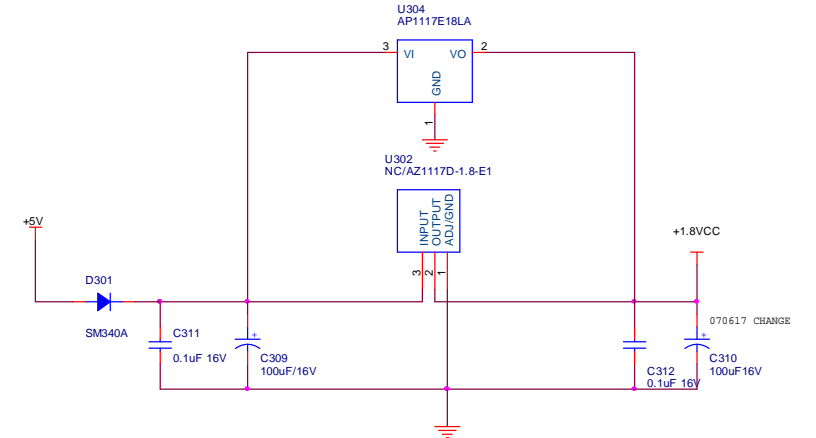 U304
AP1117E18LA
3
VI
VO
2
GND
1
U302
NC/AZ1117D-1.8-E1
INPUT
OUTPUT
ADJ/GND
3
2
1
+5V
+1.8VCC
D301
SM340A
C311
0.1uF 16V
+
C309
100uF/16V
070617 CHANGE
C312
0.1uF 16V
+
C310
100uF16V